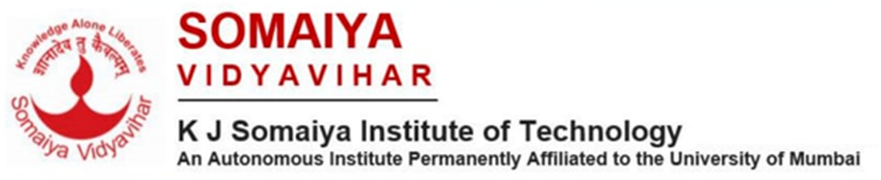 Knowledge Alone Liberates
ज्ञानादेव तु कैवल्यम्
Somaiya Vidyavihar
SOMAIYA
VIDYAVIHAR
K J Somaiya Institute of Technology
An Autonomous Institute Permanently Affiliated to the University of Mumbai